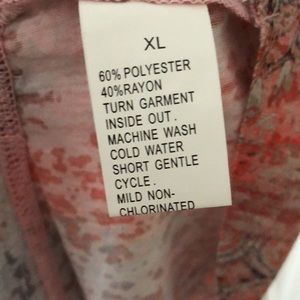 XL
60% POLYESTER
40%RAYON
TURN GARMENT
INSIDE OUT.
MACHINE WASH
COLD WATER
SHORT GENTLE
CYCLE.
MILD NON-
CHLORINATED